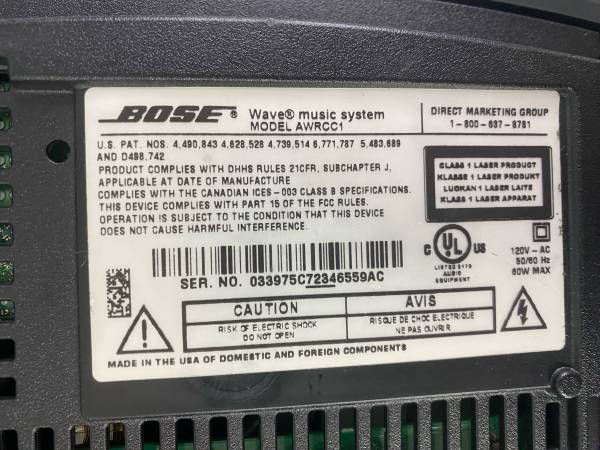 BOSE® Wave® music system
MODEL AWRCC1
DIRECT MARKETING GROUP
1-800-637-8781
U.S. PAT. NOS. 4,490,843 4,628,528 4,739,514 6,771,787 5,483,689
AND D498,742
PRODUCT COMPLIES WITH DHHS RULES 21CFR, SUBCHAPTER J,
APPLICABLE AT DATE OF MANUFACTURE
COMPLIES WITH THE CANADIAN ICES-003 CLASS B SPECIFICATIONS.
THIS DEVICE COMPLIES WITH PART 15 OF THE FCC RULES.
OPERATION IS SUBJECT TO THE CONDITION THAT THIS DEVICE
DOES NOT CAUSE HARMFUL INTERFERENCE.
CLASS 1 LASER PRODUCT
KLASSE 1 LASER PRODUKT
LUOKAN 1 LASER LAITE
KLASS 1 LASER APPARAT
C UL® US
LISTED 9110
AUDIO
EQUIPMENT
120V - AC
50/60 Hz
60W MAX
SER. NO. 033975C72346559AC
CAUTION
RISK OF ELECTRIC SHOCK
DO NOT OPEN
AVIS
RISQUE DE CHOC ELECTRIQUE
NE PAS OUVRIR
MADE IN THE USA OF DOMESTIC AND FOREIGN COMPONENTS